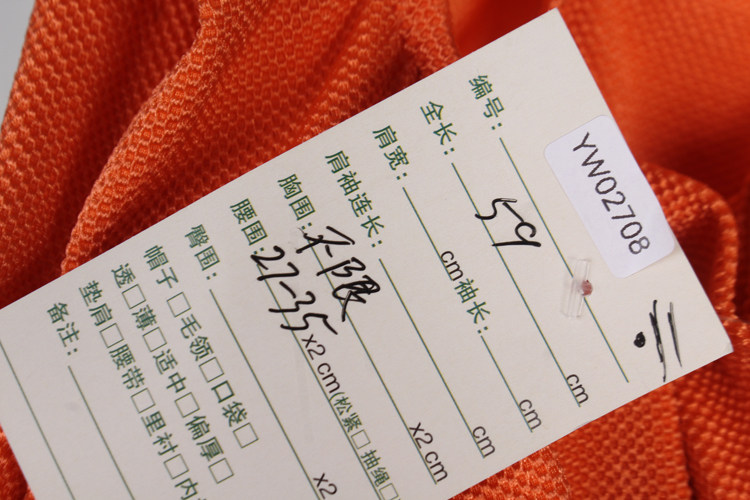 YW02708
编号:
全长: 59 cm
肩宽: cm 袖长: cm
肩袖连长: cm
胸围: 不限 x2 cm
腰围: 27-35 x2 cm(松紧□ 抽绳□
臀围: x2
帽子□毛领□口袋□
透□薄□适中□偏厚□
垫肩□腰带□里衬□内
备注: